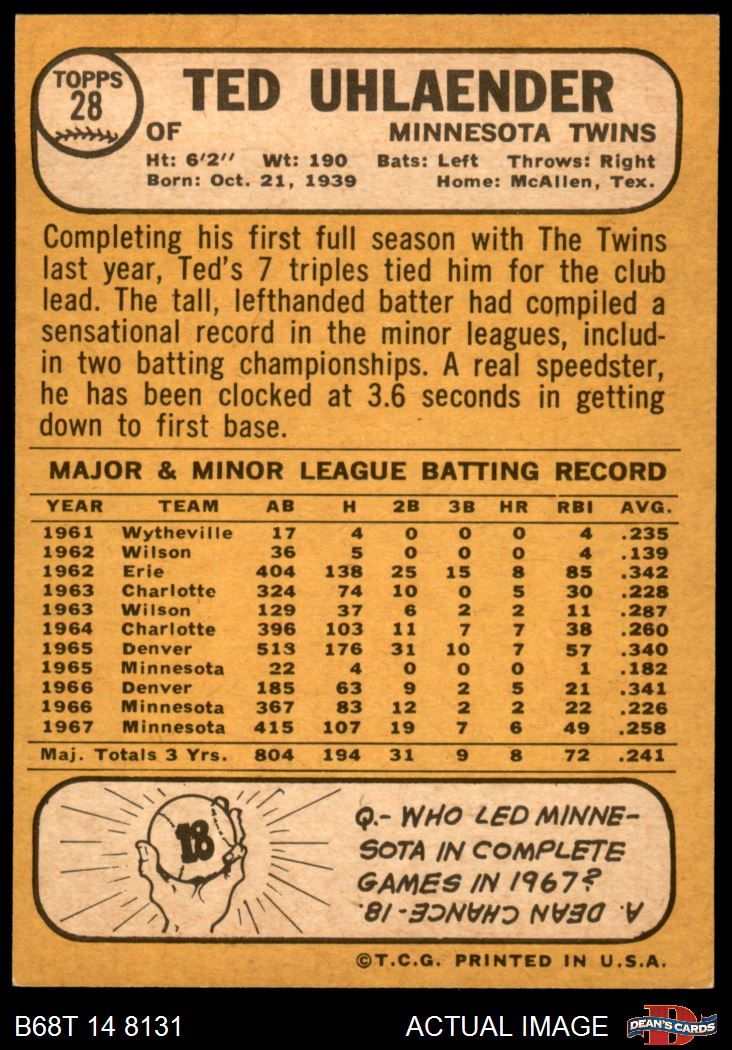 TOPPS
28
TED UHLAENDER
OF MINNESOTA TWINS
Ht: 6'2" Wt: 190 Bats: Left Throws: Right
Born: Oct. 21, 1939 Home: McAllen, Tex.
Completing his first full season with The Twins
last year, Ted's 7 triples tied him for the club
lead. The tall, lefthanded batter had compiled a
sensational record in the minor leagues, includ-
in two batting championships. A real speedster,
he has been clocked at 3.6 seconds in getting
down to first base.
MAJOR & MINOR LEAGUE BATTING RECORD
YEAR TEAM AB H 2B 3B HR RBI AVG.
1961 Wytheville 17 4 0 0 0 4 .235
1962 Wilson 36 5 0 0 0 4 .139
1962 Erie 404 138 25 15 8 85 .342
1963 Charlotte 324 74 10 0 5 30 .228
1963 Wilson 129 37 6 2 2 11 .287
1964 Charlotte 396 103 11 7 7 38 .260
1965 Denver 513 176 31 10 7 57 .340
1965 Minnesota 22 4 0 0 0 1 .182
1966 Denver 185 63 9 2 5 21 .341
1966 Minnesota 367 83 12 2 2 22 .226
1967 Minnesota 415 107 19 7 6 49 .258
Maj. Totals 3 Yrs. 804 194 31 9 8 72 .241
18
Q.- WHO LED MINNE-
SOTA IN COMPLETE
GAMES IN 1967?
A. DEAN CHANCE-18.
©T.C.G. PRINTED IN U.S.A.
B68T 14 8131 ACTUAL IMAGE D DEAN'S CARDS